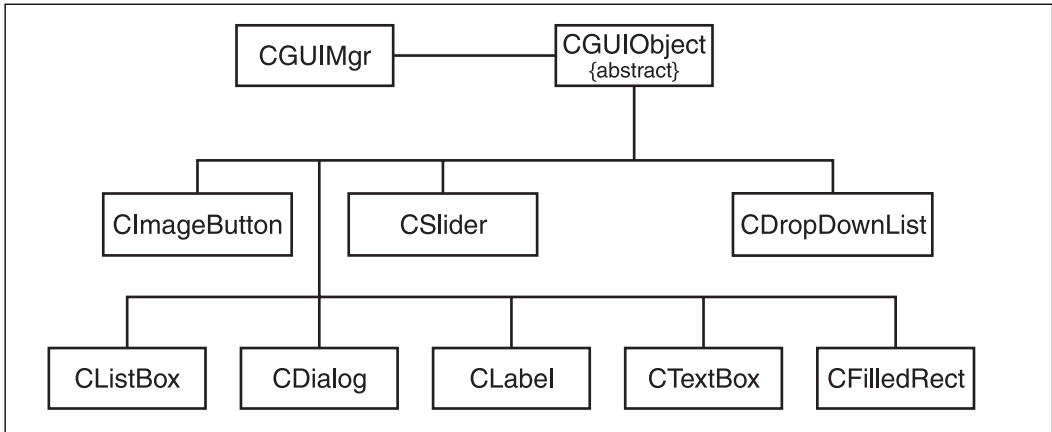 CGUIMgr
CGUIObject
{abstract}
CImageButton
CSlider
CDropDownList
CListBox
CDialog
CLabel
CTextBox
CFilledRect